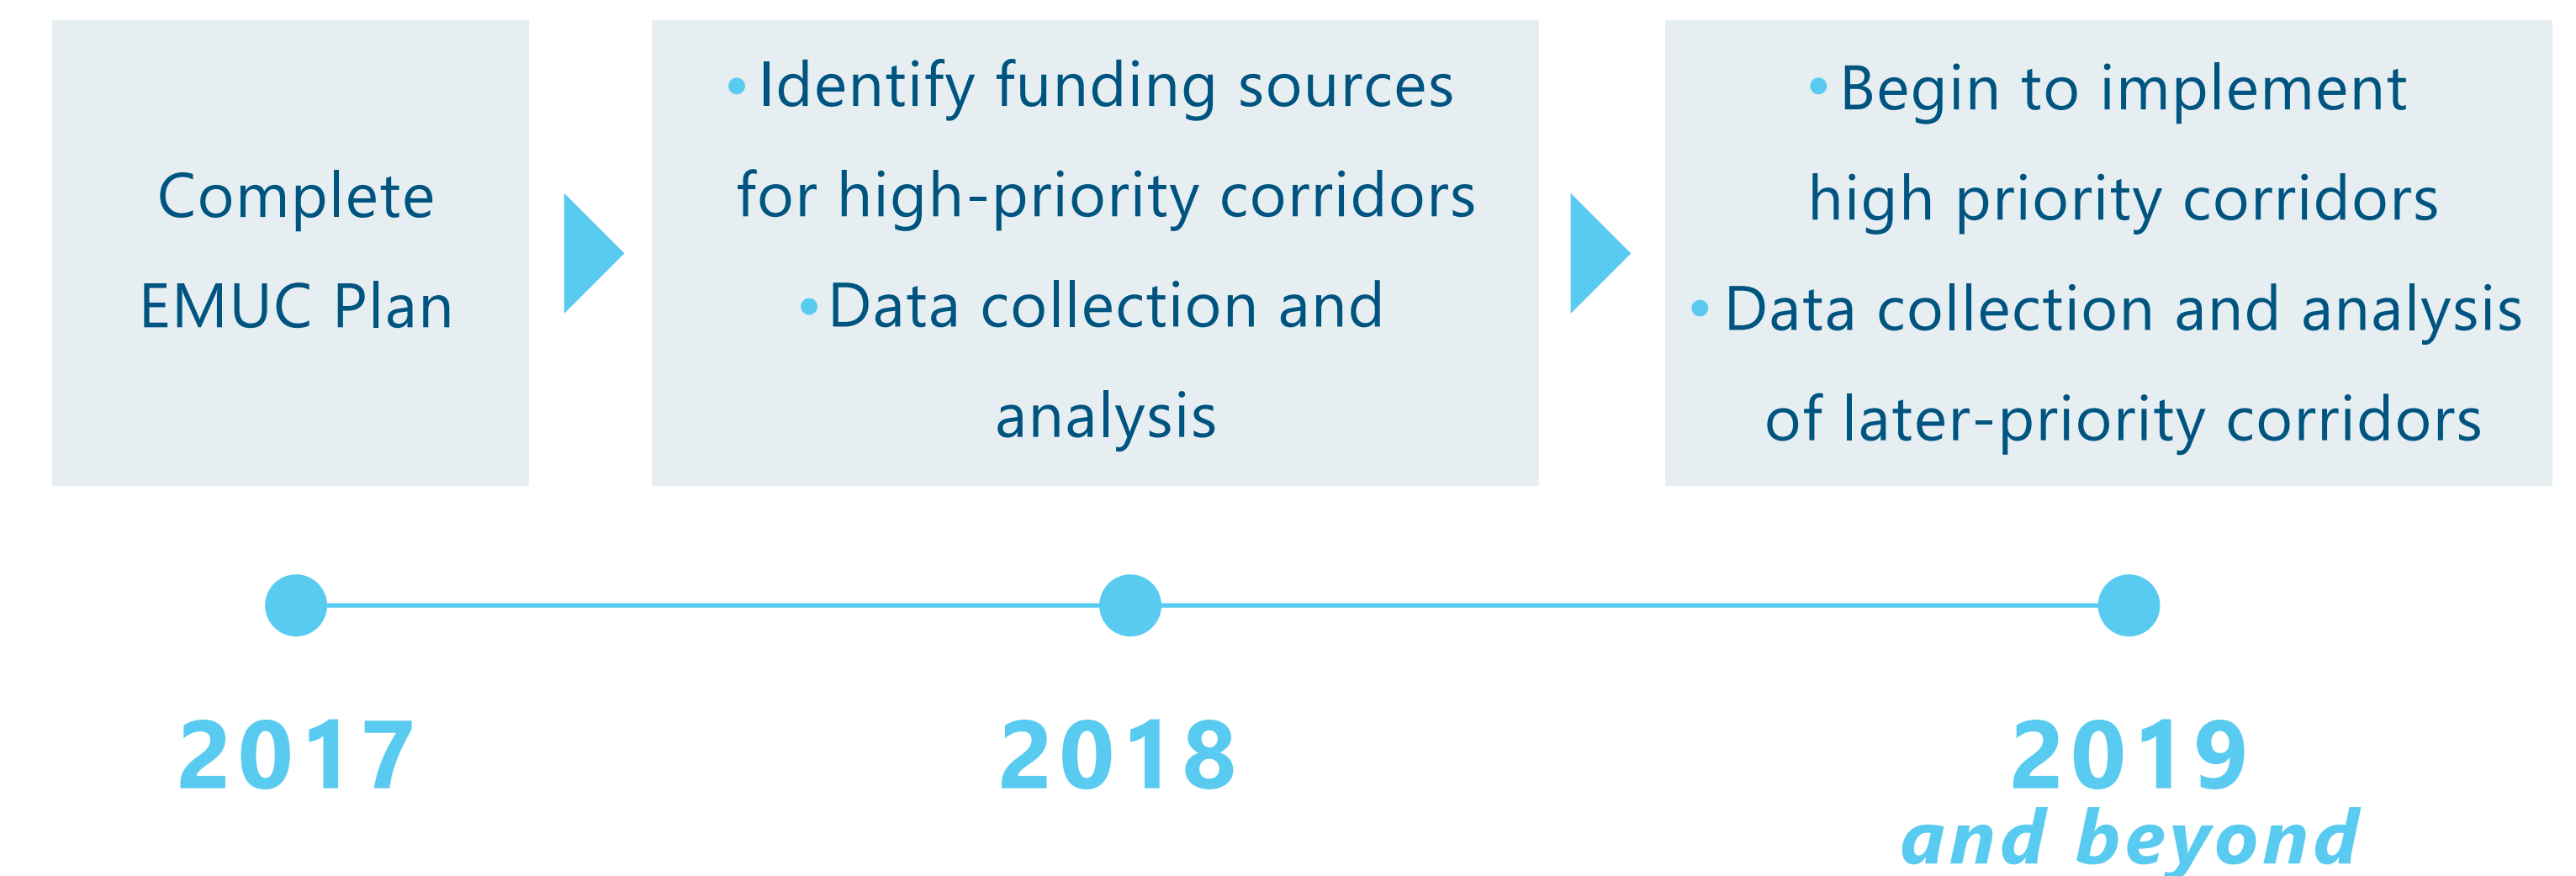 Complete
EMUC Plan
• Identify funding sources
for high-priority corridors
• Data collection and
analysis
• Begin to implement
high priority corridors
• Data collection and analysis
of later-priority corridors
2017
2018
2019
and beyond